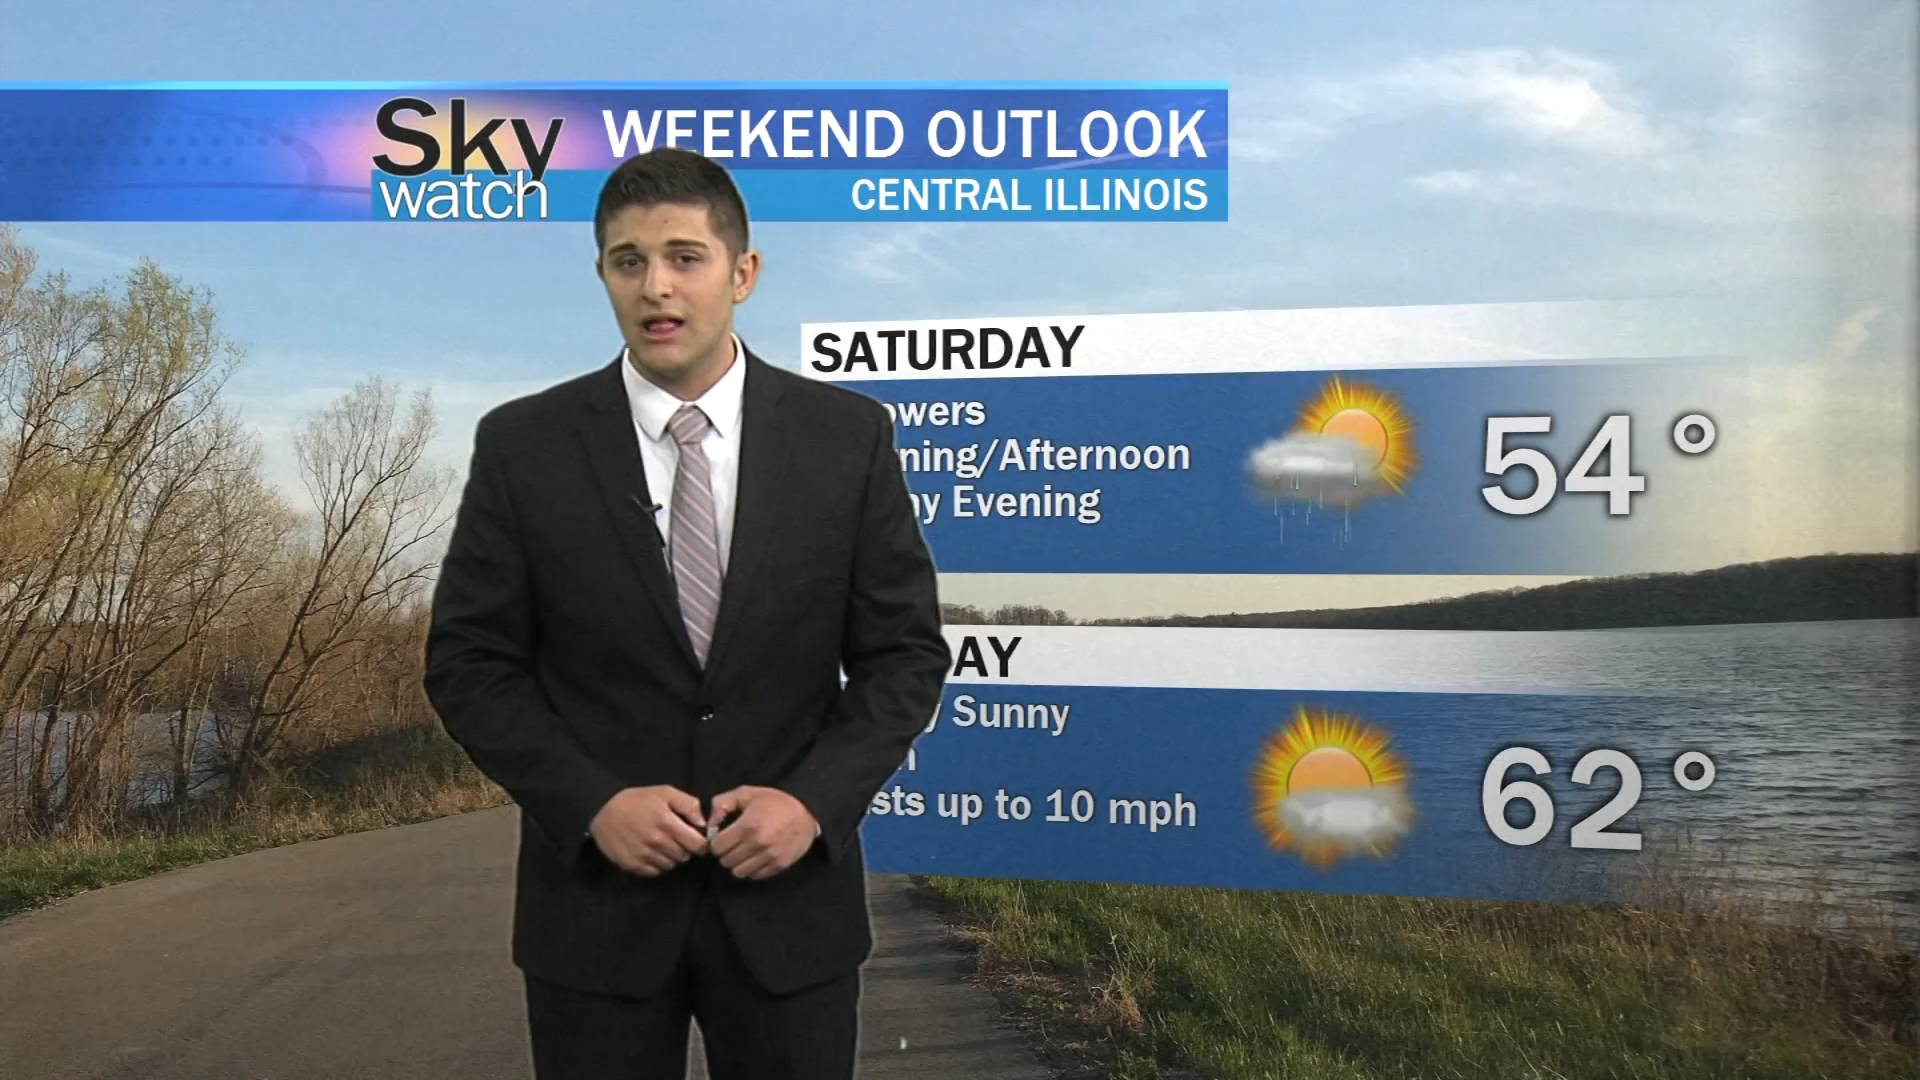 Sky
watch
WEEKEND OUTLOOK
CENTRAL ILLINOIS
SATURDAY
owers
ning/Afternoon
ny Evening
54°
AY
y Sunny
sts up to 10 mph
62°